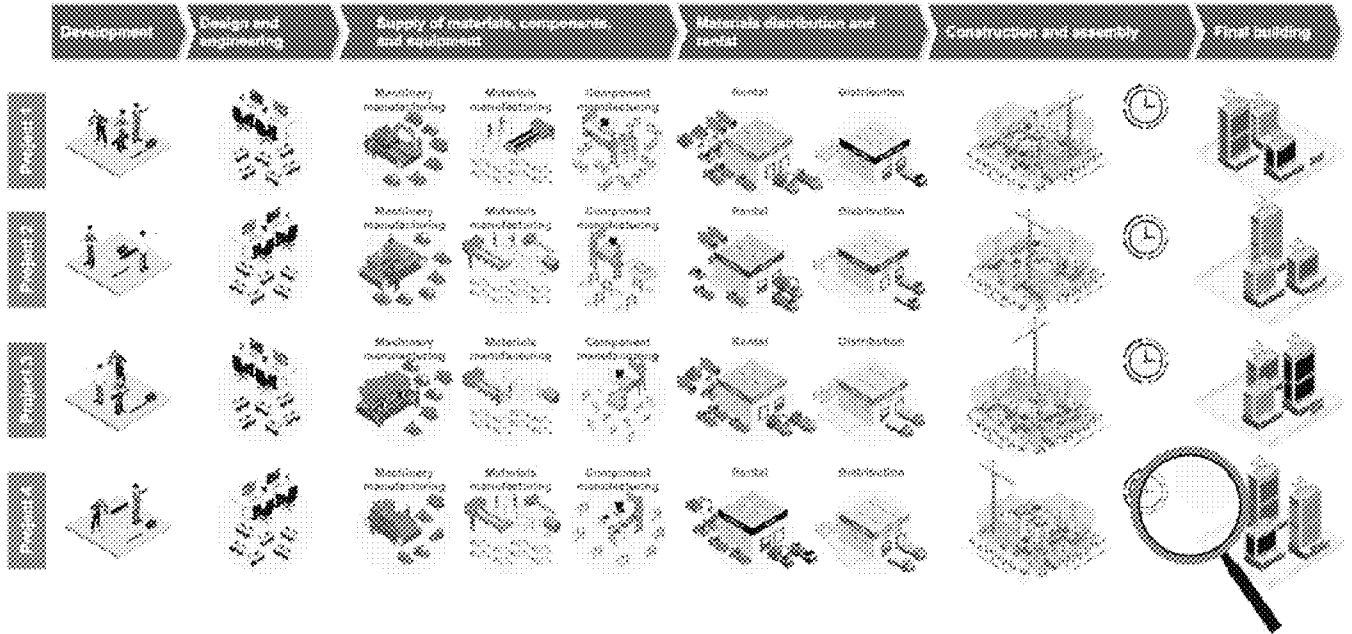 Development
Design and
engineering
Supply of materials, components
and equipment
Materials distribution and
rental
Construction and assembly
Final building
Machinery
manufacturing
Materials
manufacturing
Component
manufacturing
Rental
Distribution
Machinery
manufacturing
Materials
manufacturing
Component
manufacturing
Rental
Distribution
Machinery
manufacturing
Materials
manufacturing
Component
manufacturing
Rental
Distribution
Machinery
manufacturing
Materials
manufacturing
Component
manufacturing
Rental
Distribution